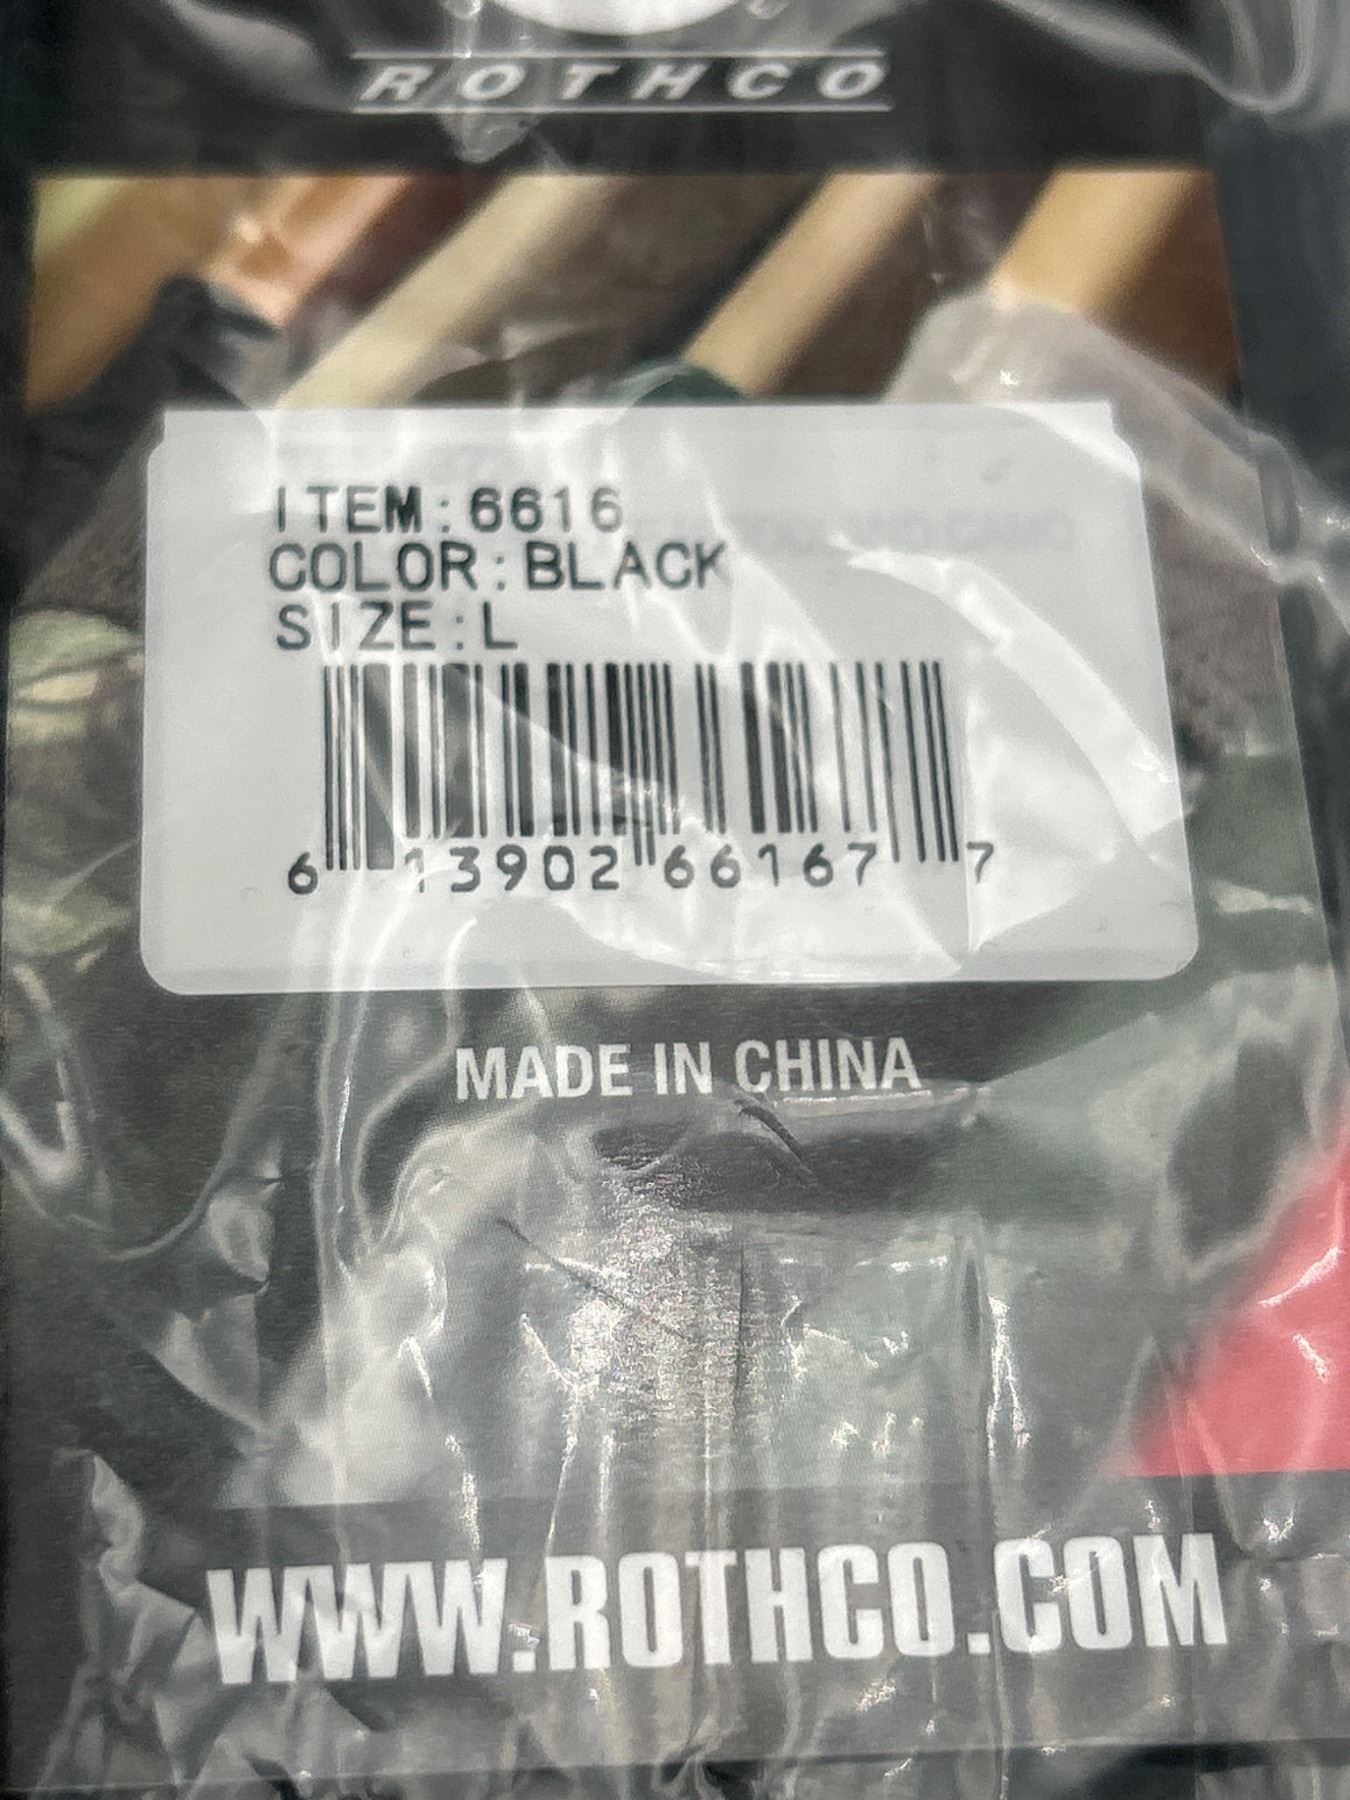 ROTHCO
ITEM:6616
COLOR:BLACK
SIZE:L
6 13902 66167 7
MADE IN CHINA
WWW.ROTHCO.COM